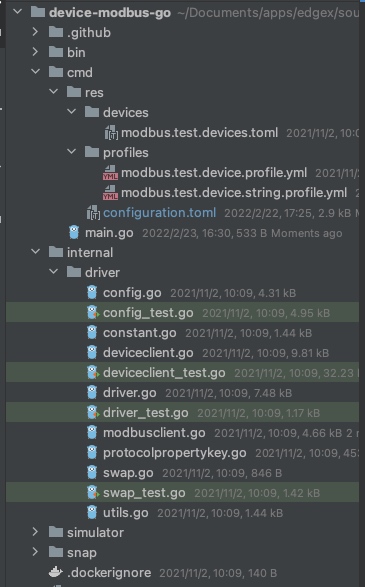 device-modbus-go ~/Documents/apps/edgex/sou
.github
bin
cmd
res
devices
modbus.test.devices.toml 2021/11/2, 10:0
profiles
modbus.test.device.profile.yml 2021/11/
modbus.test.device.string.profile.yml
configuration.toml 2022/2/22, 17:25, 2.9 kB
main.go 2022/2/23, 16:30, 533 B Moments ago
internal
driver
config.go 2021/11/2, 10:09, 4.31 kB
config_test.go 2021/11/2, 10:09, 4.95 kB
constant.go 2021/11/2, 10:09, 1.44 kB
deviceclient.go 2021/11/2, 10:09, 9.81 kB
deviceclient_test.go 2021/11/2, 10:09, 32.23
driver.go 2021/11/2, 10:09, 7.48 kB
driver_test.go 2021/11/2, 10:09, 1.17 kB
modbusclient.go 2021/11/2, 10:09, 4.66 kB 2
protocolpropertykey.go 2021/11/2, 10:09, 453
swap.go 2021/11/2, 10:09, 846 B
swap_test.go 2021/11/2, 10:09, 1.42 kB
utils.go 2021/11/2, 10:09, 1.44 kB
simulator
snap
.dockerignore 2021/11/2, 10:09, 140 B